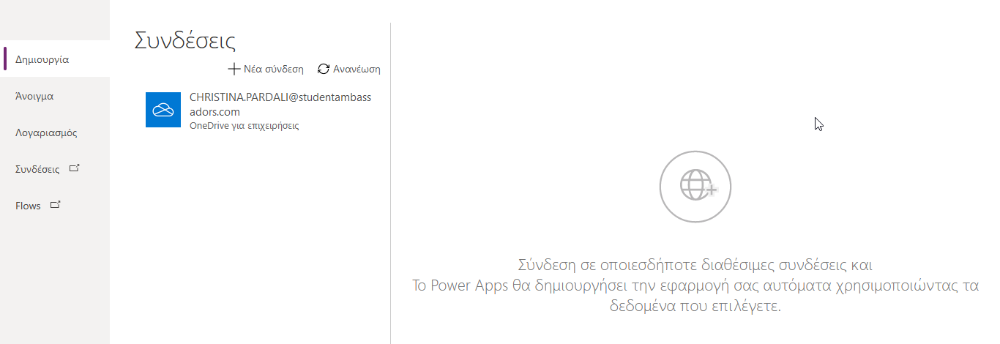 Δημιουργία
Άνοιγμα
Λογαριασμός
Συνδέσεις
Flows
Συνδέσεις
Νέα σύνδεση
Ανανέωση
CHRISTINA.PARDALI@studentambass
adors.com
OneDrive για επιχειρήσεις
Σύνδεση σε οποιεσδήποτε διαθέσιμες συνδέσεις και
Το Power Apps θα δημιουργήσει την εφαρμογή σας αυτόματα χρησιμοποιώντας τα
δεδομένα που επιλέγετε.